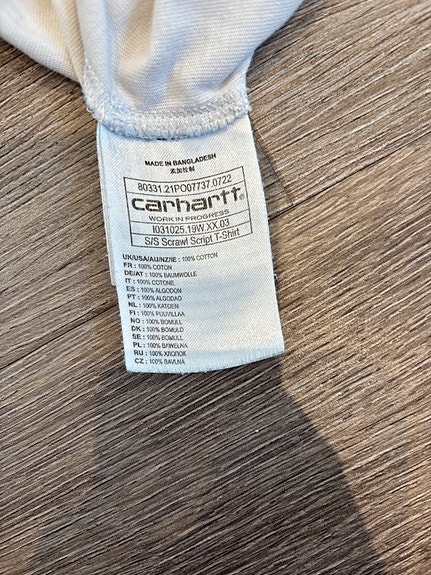 MADE IN BANGLADESH
孟加拉制
80331.21PO07737.0722
carhartt®
WORK IN PROGRESS
I031025.19W.XX.03
S/S Scrawl Script T-Shirt
UK/USA/AU/NZ/IE : 100% COTTON
FR : 100% COTON
DE/AT : 100% BAUMWOLLE
IT : 100% COTONE
ES : 100% ALGODON
PT : 100% ALGODAO
NL : 100% KATOEN
FI : 100% PUUVILLAA
NO : 100% BOMULL
DK : 100% BOMULD
SE : 100% BOMULL
PL : 100% BAWEŁNA
RU : 100% ХЛОПОК
CZ : 100% BAVLNA